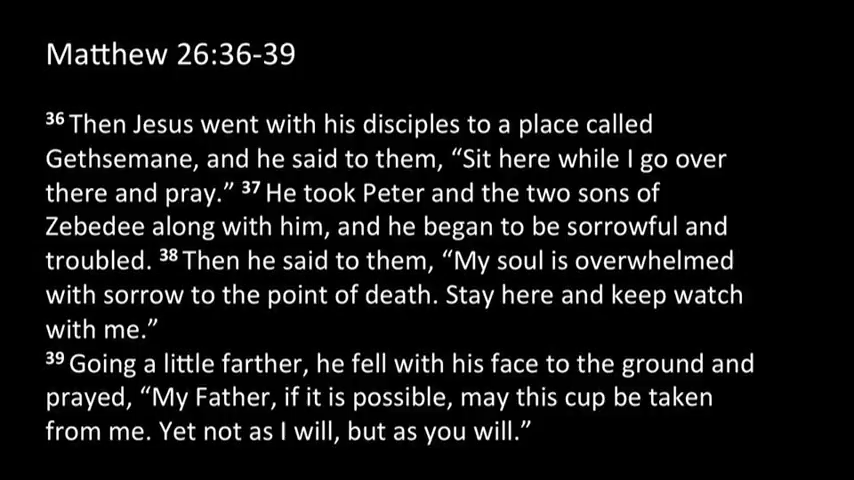 Matthew 26:36-39
36 Then Jesus went with his disciples to a place called
Gethsemane, and he said to them, “Sit here while I go over
there and pray.” 37 He took Peter and the two sons of
Zebedee along with him, and he began to be sorrowful and
troubled. 38 Then he said to them, “My soul is overwhelmed
with sorrow to the point of death. Stay here and keep watch
with me.”
39 Going a little farther, he fell with his face to the ground and
prayed, “My Father, if it is possible, may this cup be taken
from me. Yet not as I will, but as you will.”